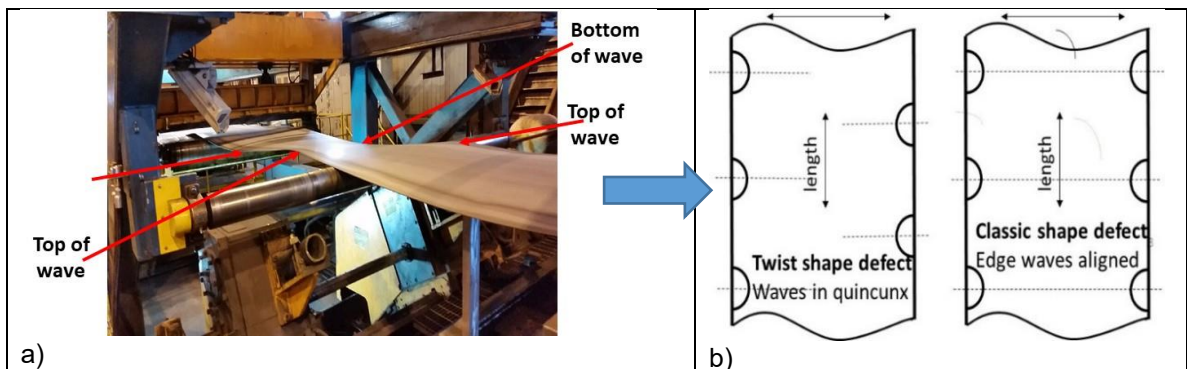 Bottom
of wave
Top of
wave
Top of
wave
a)
length
Twist shape defect
Waves in quincunx
length
Classic shape defect
Edge waves aligned
b)